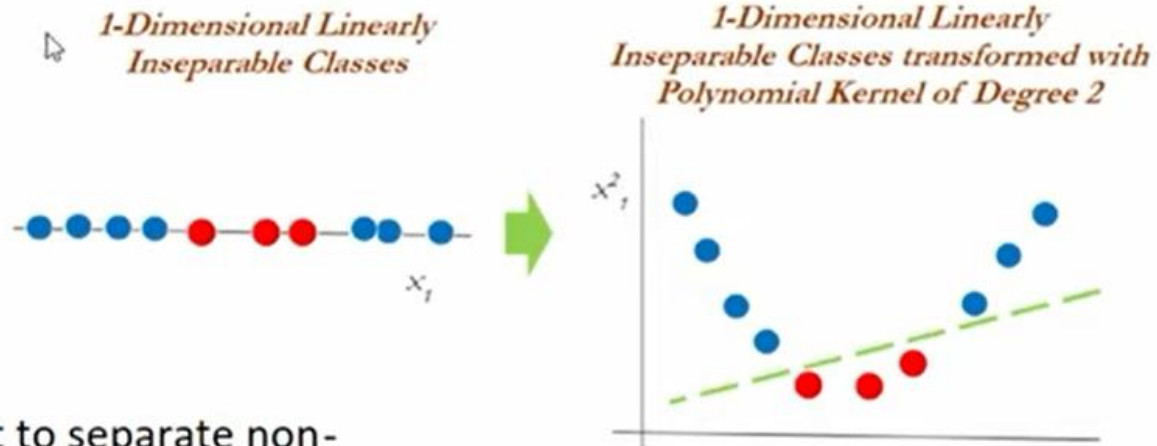 1-Dimensional Linearly
Inseparable Classes
1-Dimensional Linearly
Inseparable Classes transformed with
Polynomial Kernel of Degree 2
x²₁
x₁
to separate non-